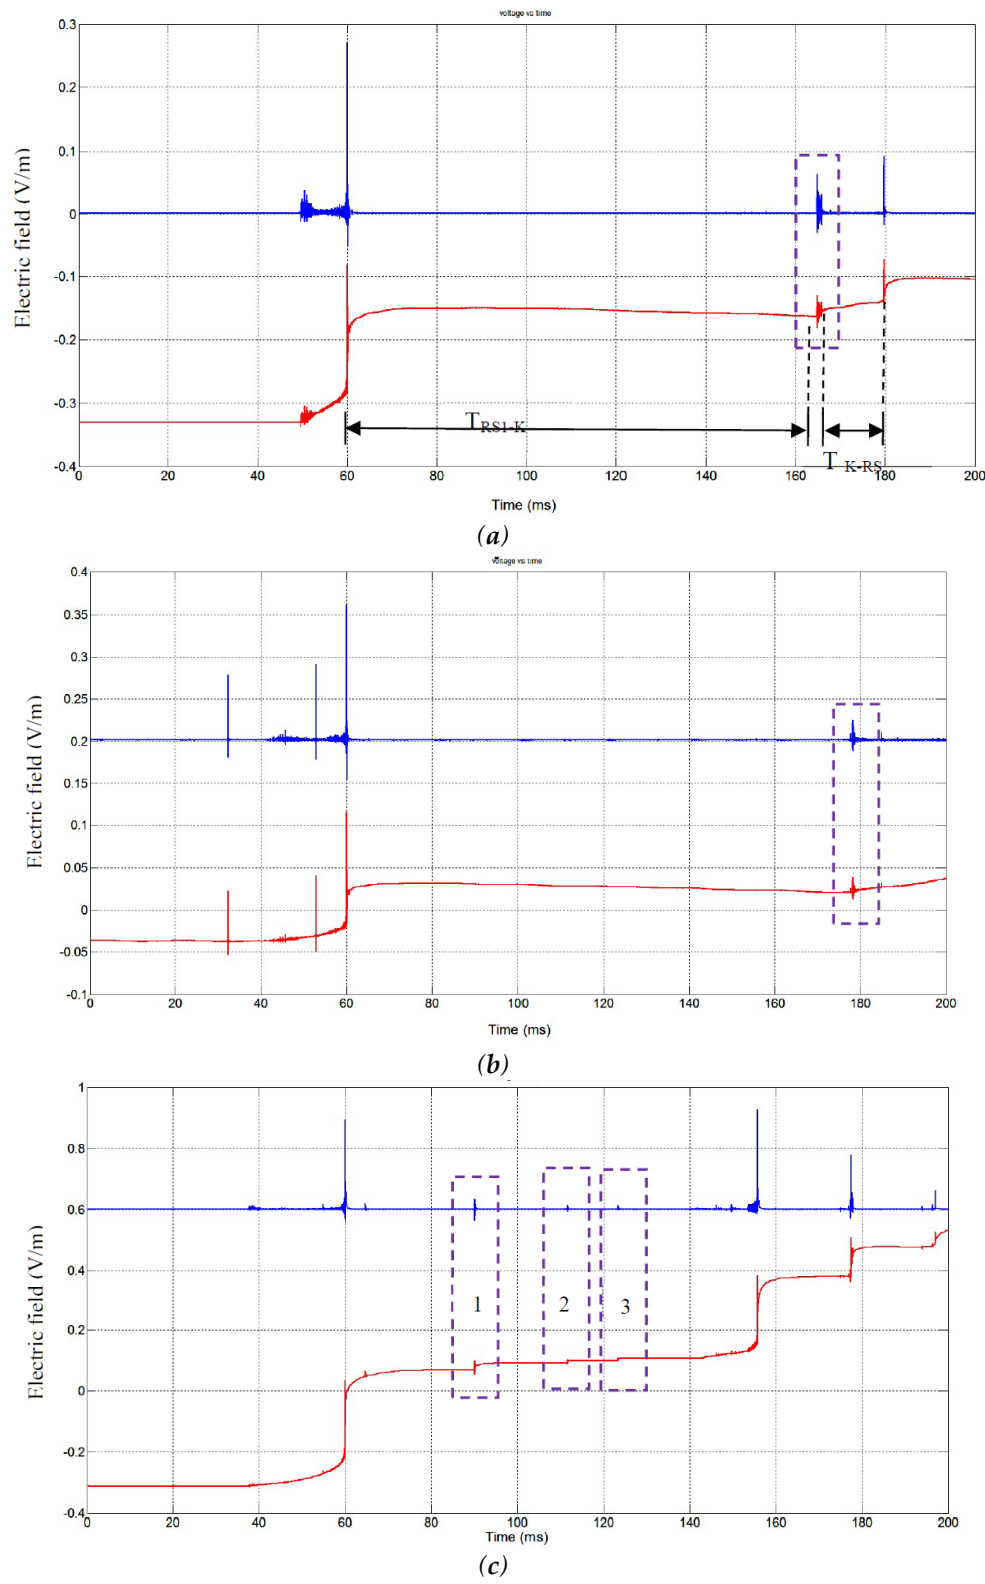 voltage vs time
0.3
0.2
0.1
0
-0.1
-0.2
-0.3
-0.4
Electric field (V/m)
T RS1-K
T K-RS
0 20 40 60 80 100 120 140 160 180 200
Time (ms)
(a)
voltage vs time
0.4
0.35
0.3
0.25
0.2
0.15
0.1
0.05
0
-0.05
-0.1
Electric field (V/m)
0 20 40 60 80 100 120 140 160 180 200
Time (ms)
(b)
1
0.8
0.6
0.4
0.2
0
-0.2
-0.4
Electric field (V/m)
1 2 3
0 20 40 60 80 100 120 140 160 180 200
Time (ms)
(c)